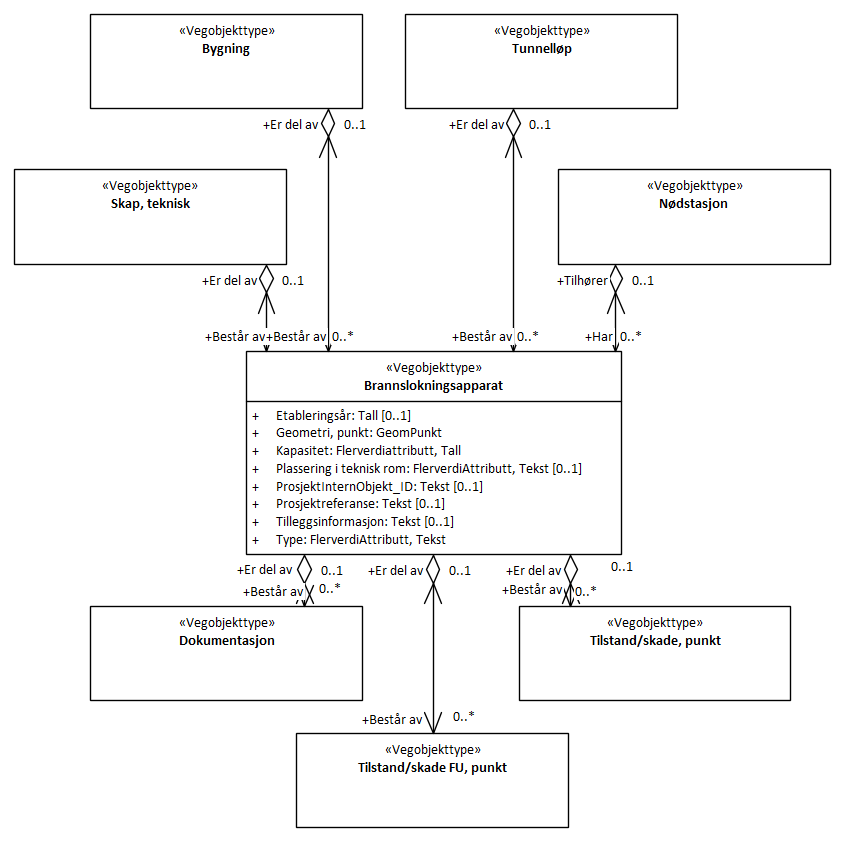 «Vegobjekttype»
Bygning
«Vegobjekttype»
Tunnelløp
+Er del av 0..1
+Er del av 0..1
«Vegobjekttype»
Skap, teknisk
«Vegobjekttype»
Nødstasjon
+Er del av 0..1
+Tilhører 0..1
+Består av
+Består av 0..*
+Består av 0..*
+Har 0..*
«Vegobjekttype»
Brannslokningsapparat
+ Etableringsår: Tall [0..1]
+ Geometri, punkt: GeomPunkt
+ Kapasitet: Flerverdiattributt, Tall
+ Plassering i teknisk rom: FlerverdiAttributt, Tekst [0..1]
+ ProsjektInternObjekt_ID: Tekst [0..1]
+ Prosjektreferanse: Tekst [0..1]
+ Tilleggsinformasjon: Tekst [0..1]
+ Type: FlerverdiAttributt, Tekst
+Er del av 0..1
+Er del av 0..1
+Er del av 0..1
+Består av 0..*
+Består av 0..*
«Vegobjekttype»
Dokumentasjon
«Vegobjekttype»
Tilstand/skade, punkt
+Består av 0..*
«Vegobjekttype»
Tilstand/skade FU, punkt